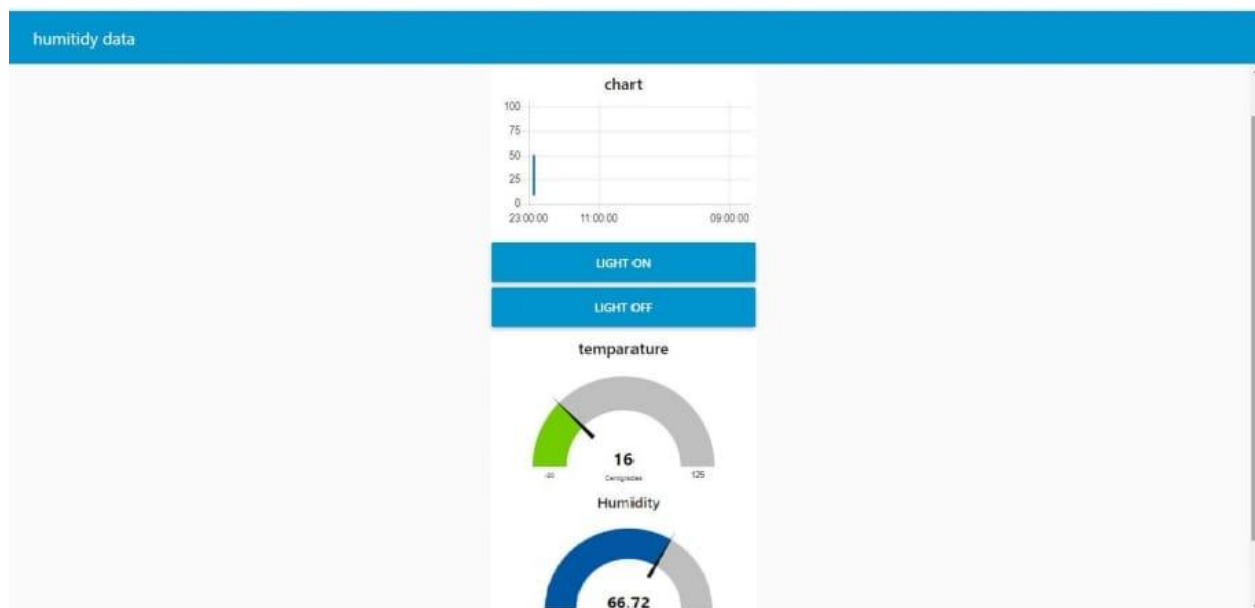 humitidy data
chart
100
75
50
25
0
23:00:00 11:00:00 09:00:00
LIGHT ON
LIGHT OFF
temparature
16
125
Centigrades
Humidity
66.72